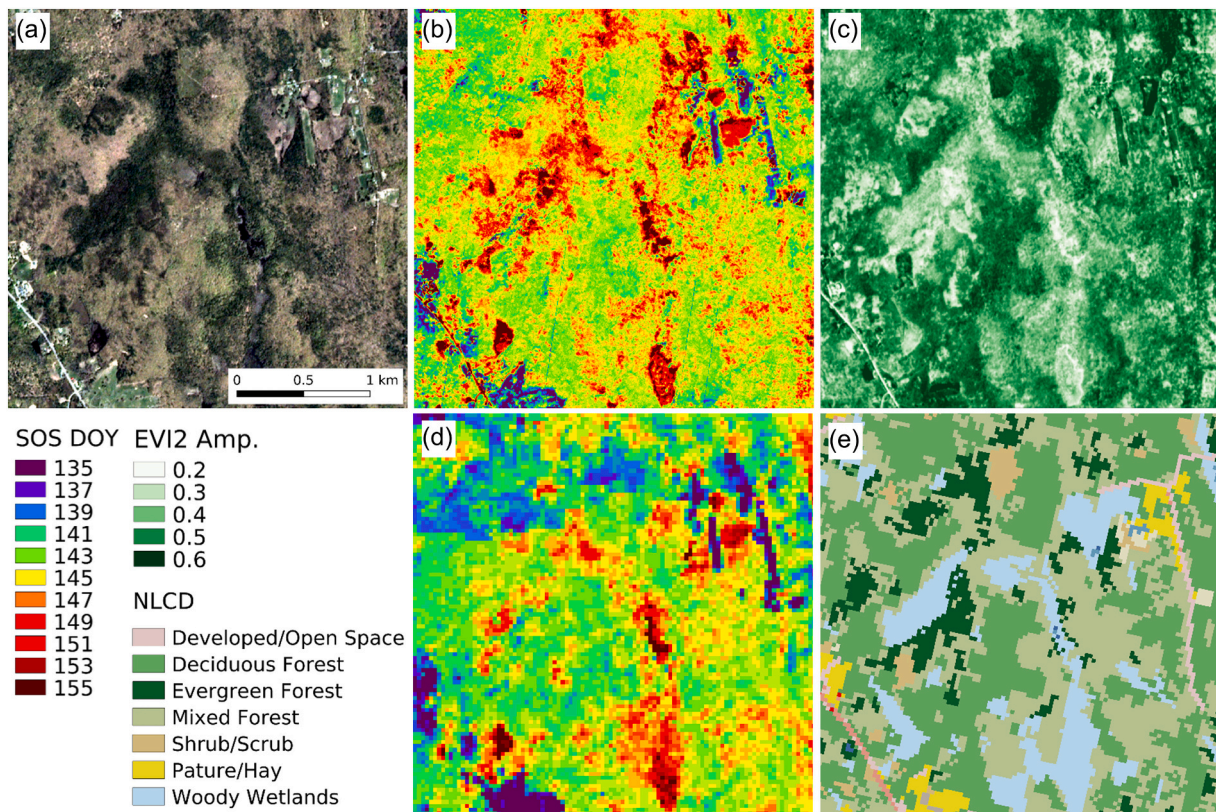 (a)
(b)
(c)
0 0.5 1 km
SOS DOY
135
137
139
141
143
145
147
149
151
153
155
EVI2 Amp.
0.2
0.3
0.4
0.5
0.6
NLCD
Developed/Open Space
Deciduous Forest
Evergreen Forest
Mixed Forest
Shrub/Scrub
Pature/Hay
Woody Wetlands
(d)
(e)